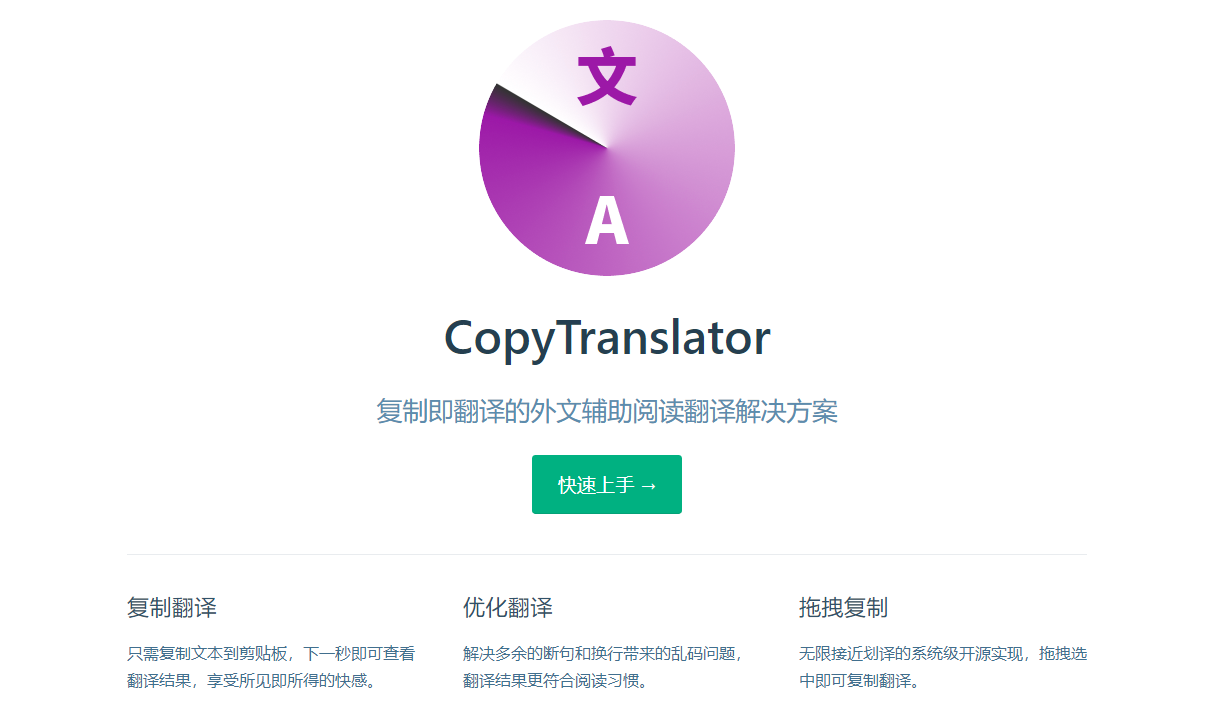 文
A
CopyTranslator
复制即翻译的外文辅助阅读翻译解决方案
快速上手 →
复制翻译
只需复制文本到剪贴板，下一秒即可查看
翻译结果，享受所见即所得的快感。
优化翻译
解决多余的断句和换行带来的乱码问题，
翻译结果更符合阅读习惯。
拖拽复制
无限接近划译的系统级开源实现，拖拽选
中即可复制翻译。